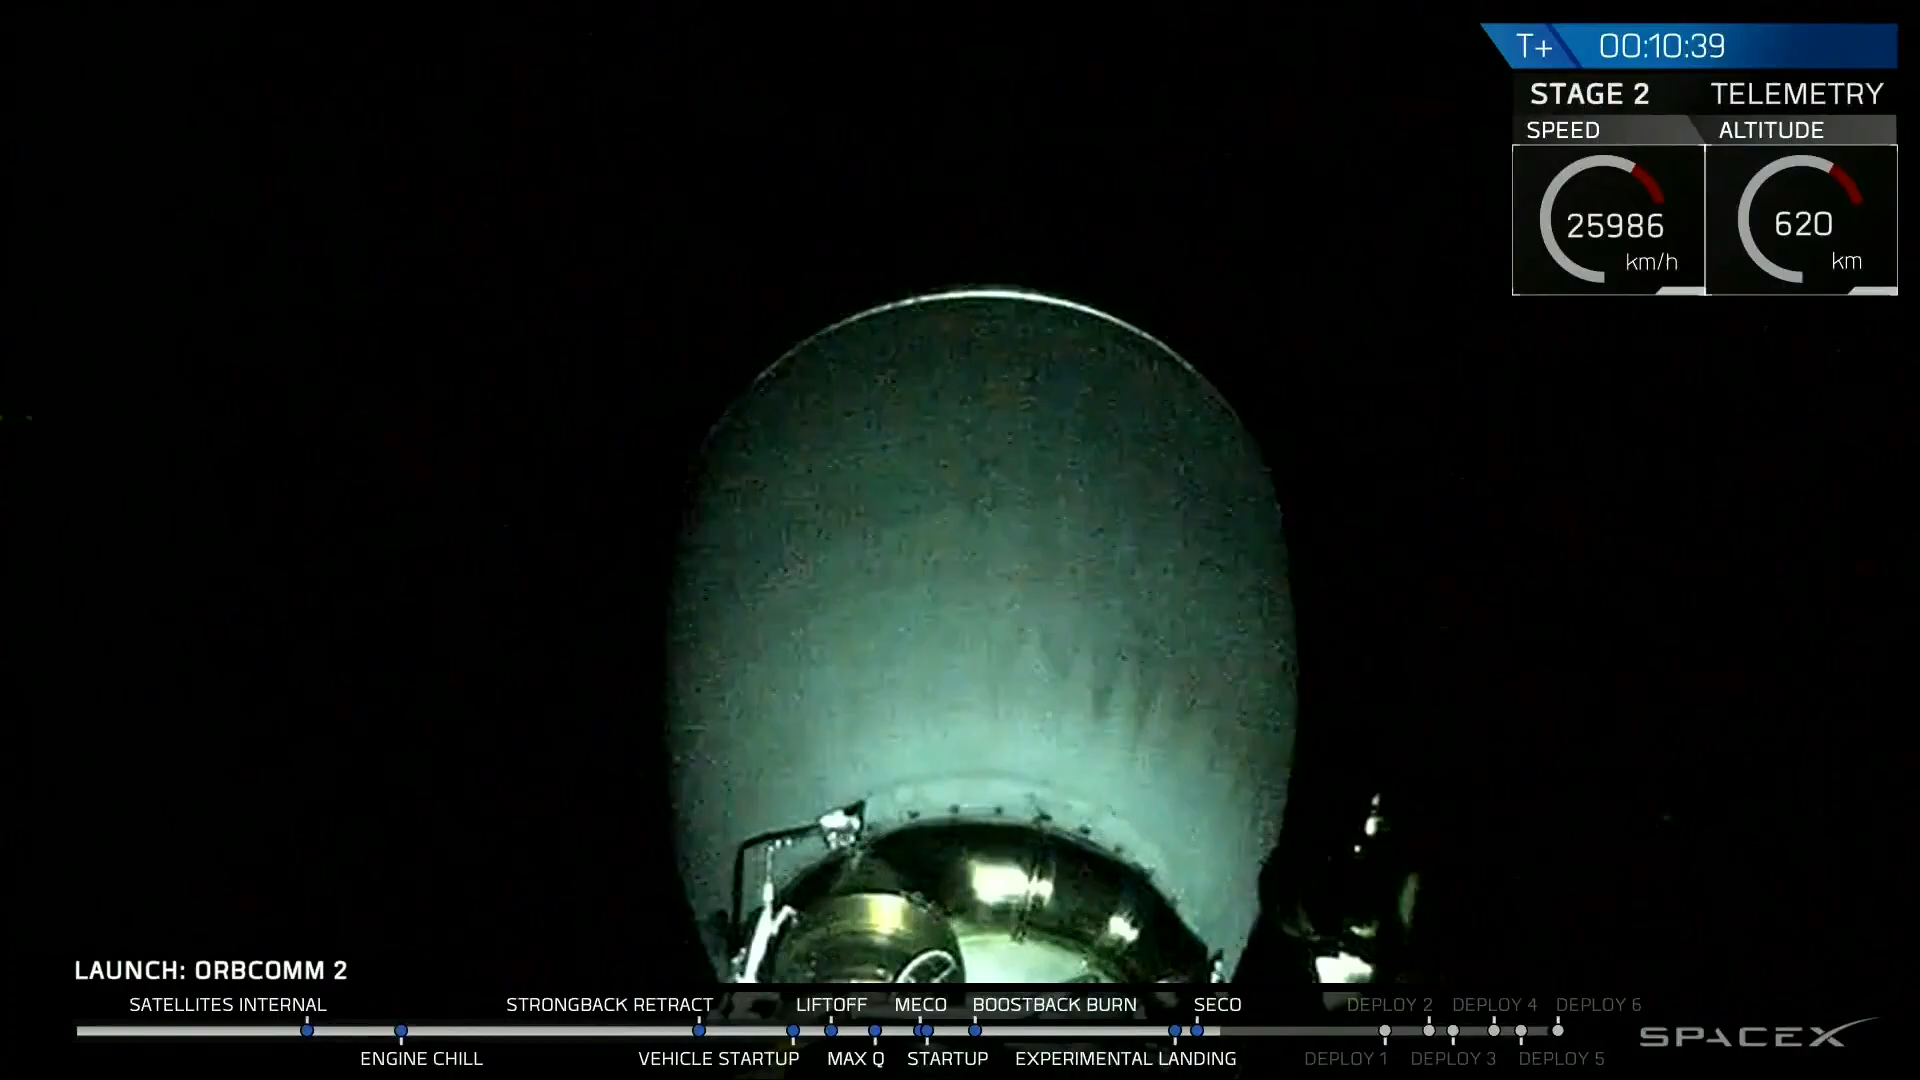 T+ 00:10:39
STAGE 2 TELEMETRY
SPEED ALTITUDE
25986 620
km/h km
LAUNCH: ORBCOMM 2
SATELLITES INTERNAL STRONGBACK RETRACT LIFTOFF MECO BOOSTBACK BURN SECO DEPLOY 2 DEPLOY 4 DEPLOY 6
SPACEX
ENGINE CHILL VEHICLE STARTUP MAX Q STARTUP EXPERIMENTAL LANDING DEPLOY 1 DEPLOY 3 DEPLOY 5